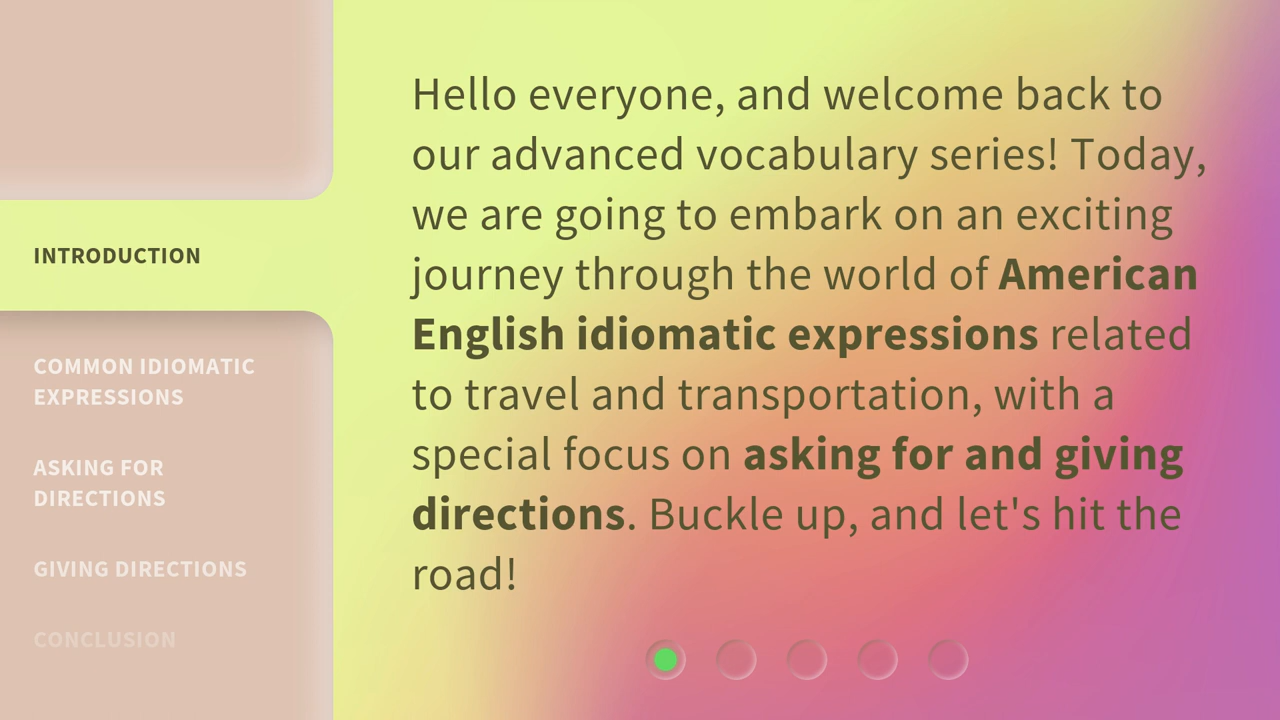 INTRODUCTION
COMMON IDIOMATIC
EXPRESSIONS
ASKING FOR
DIRECTIONS
GIVING DIRECTIONS
CONCLUSION
Hello everyone, and welcome back to
our advanced vocabulary series! Today,
we are going to embark on an exciting
journey through the world of American
English idiomatic expressions related
to travel and transportation, with a
special focus on asking for and giving
directions. Buckle up, and let's hit the
road!